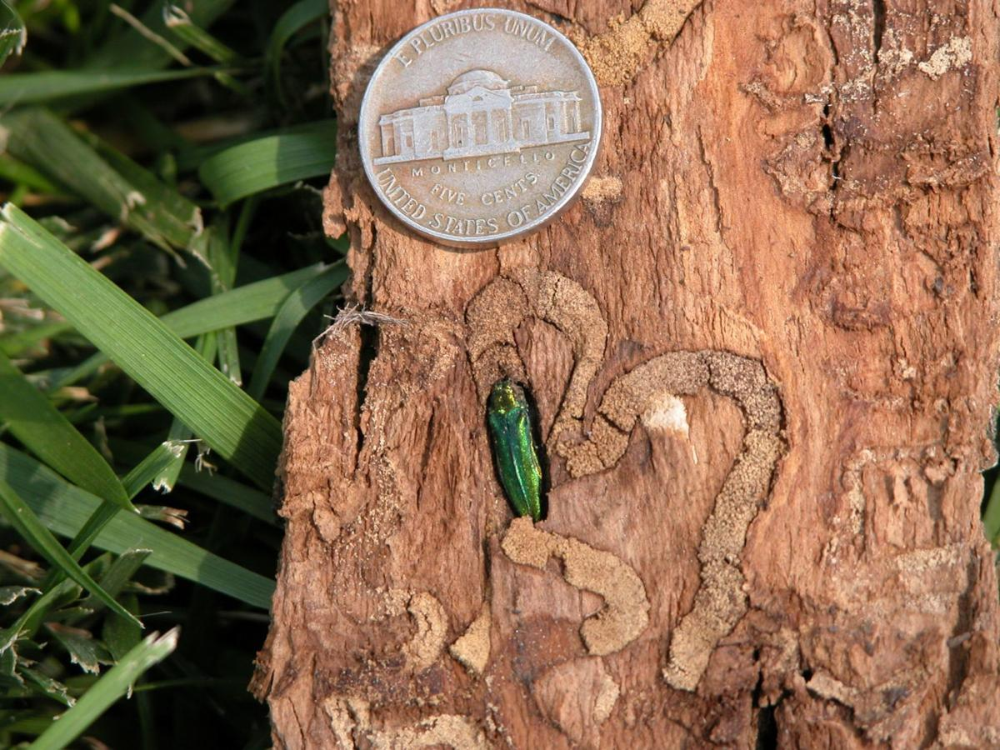 E PLURIBUS UNUM
MONTICELLO
FIVE CENTS
UNITED STATES OF AMERICA